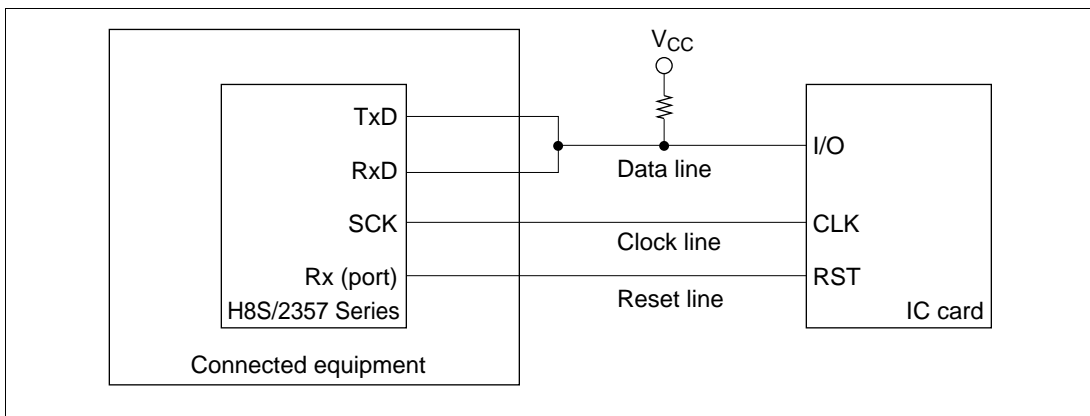 VCC
TxD
I/O
RxD
Data line
SCK
CLK
Clock line
Rx (port)
RST
H8S/2357 Series
Reset line
IC card
Connected equipment